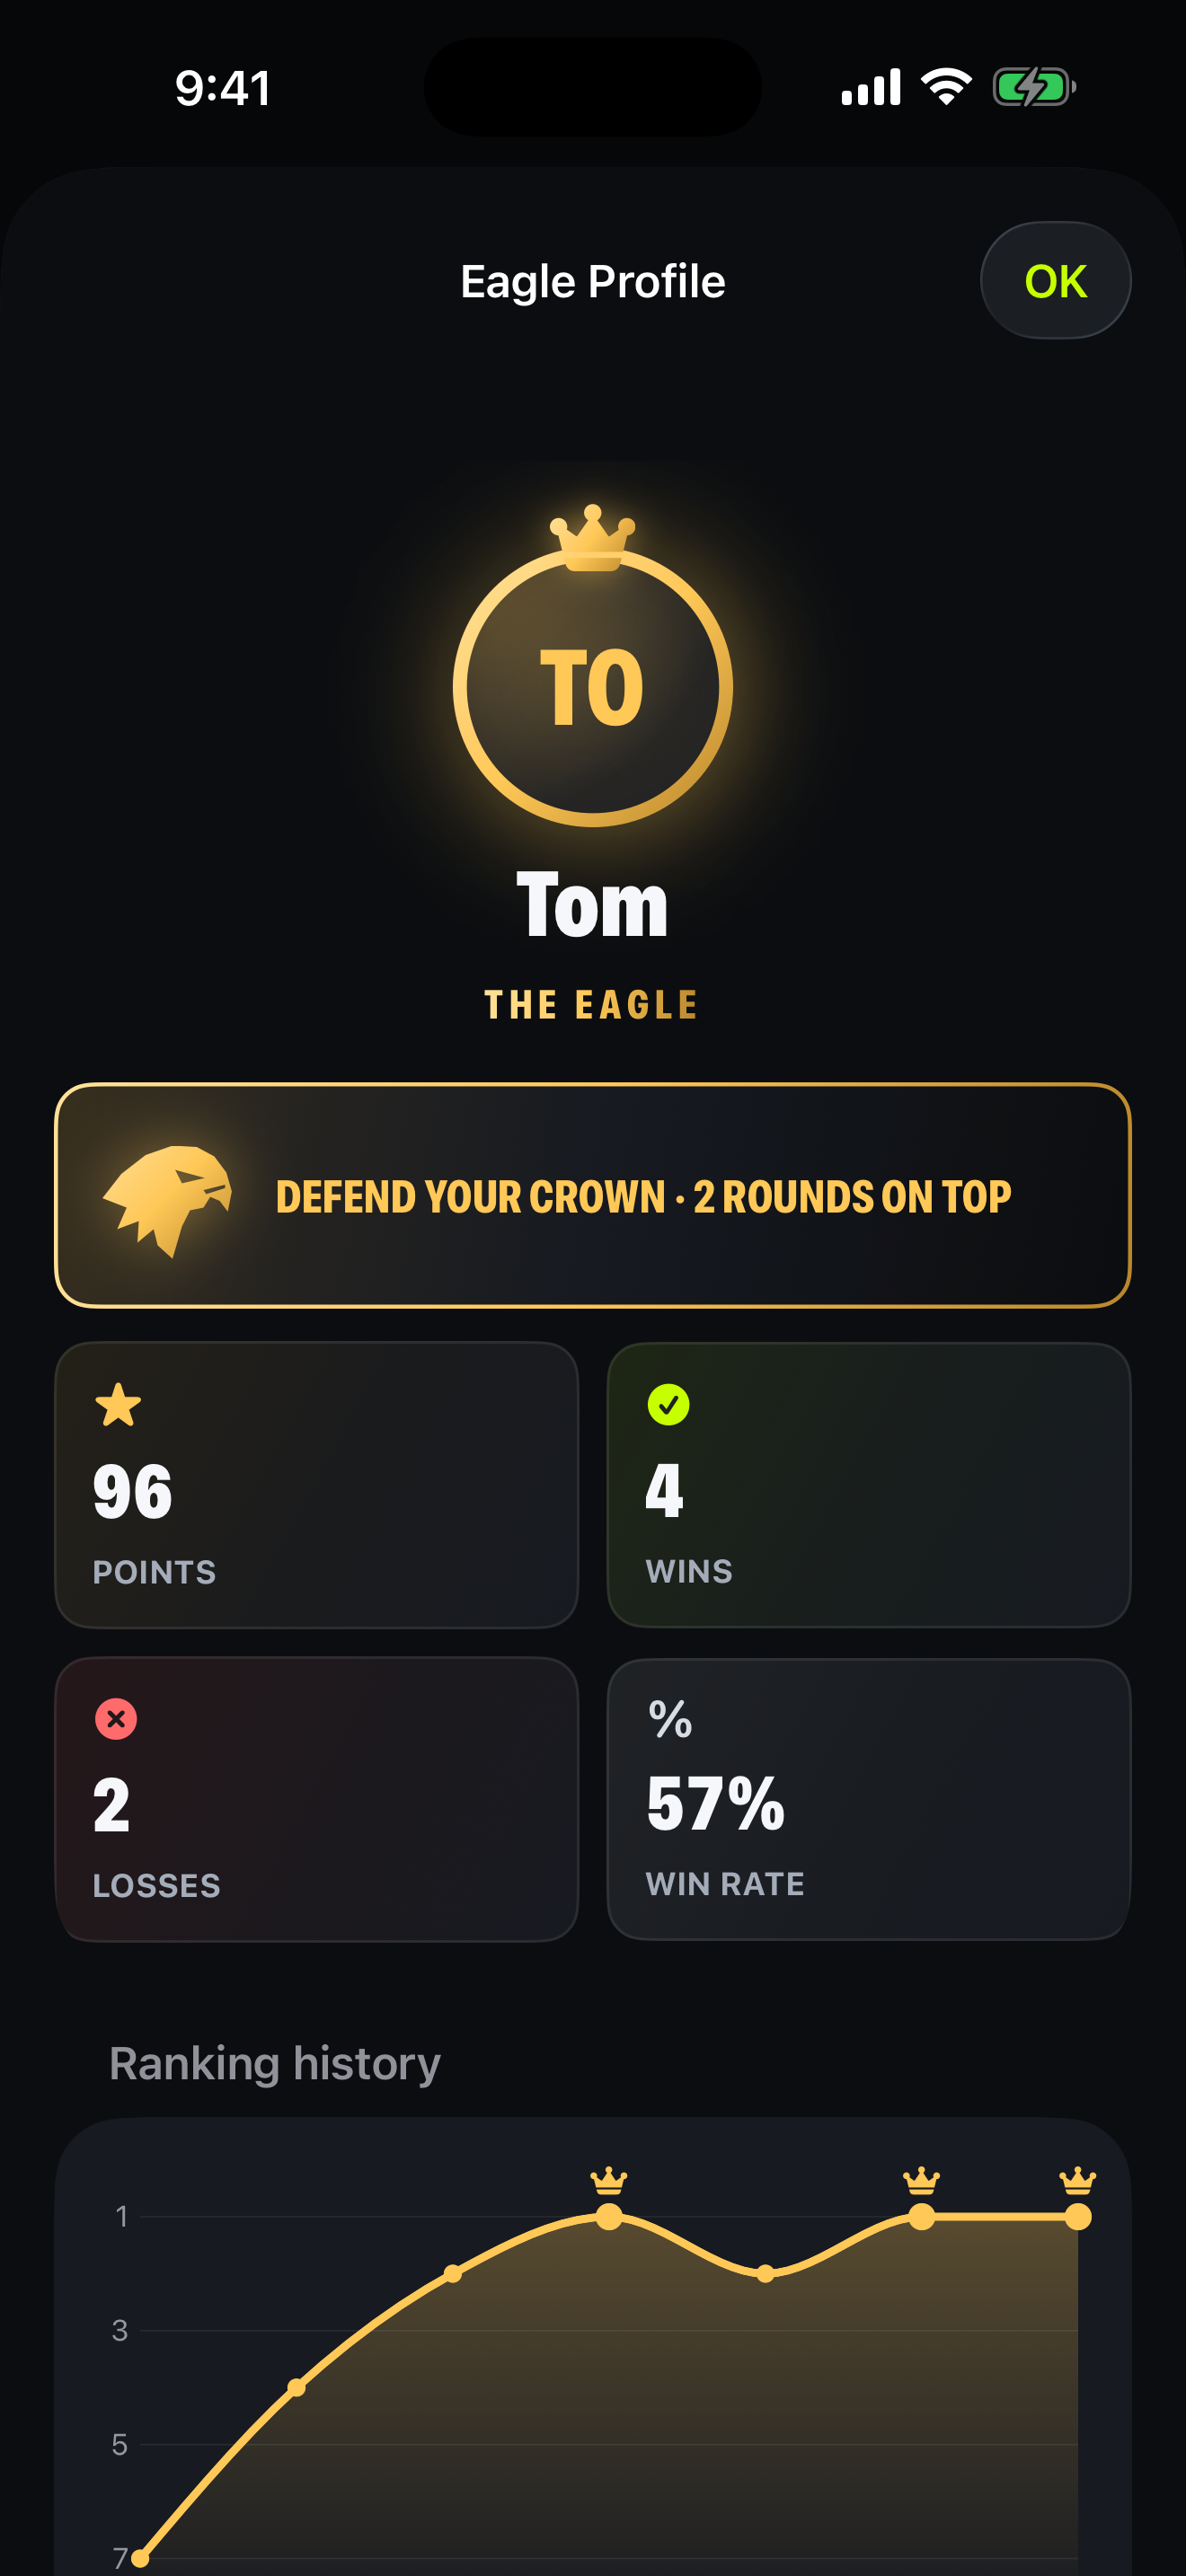 9:41
Eagle Profile
OK
TO
Tom
THE EAGLE
DEFEND YOUR CROWN · 2 ROUNDS ON TOP
96
POINTS
4
WINS
2
LOSSES
%
57%
WIN RATE
Ranking history
1
3
5
7